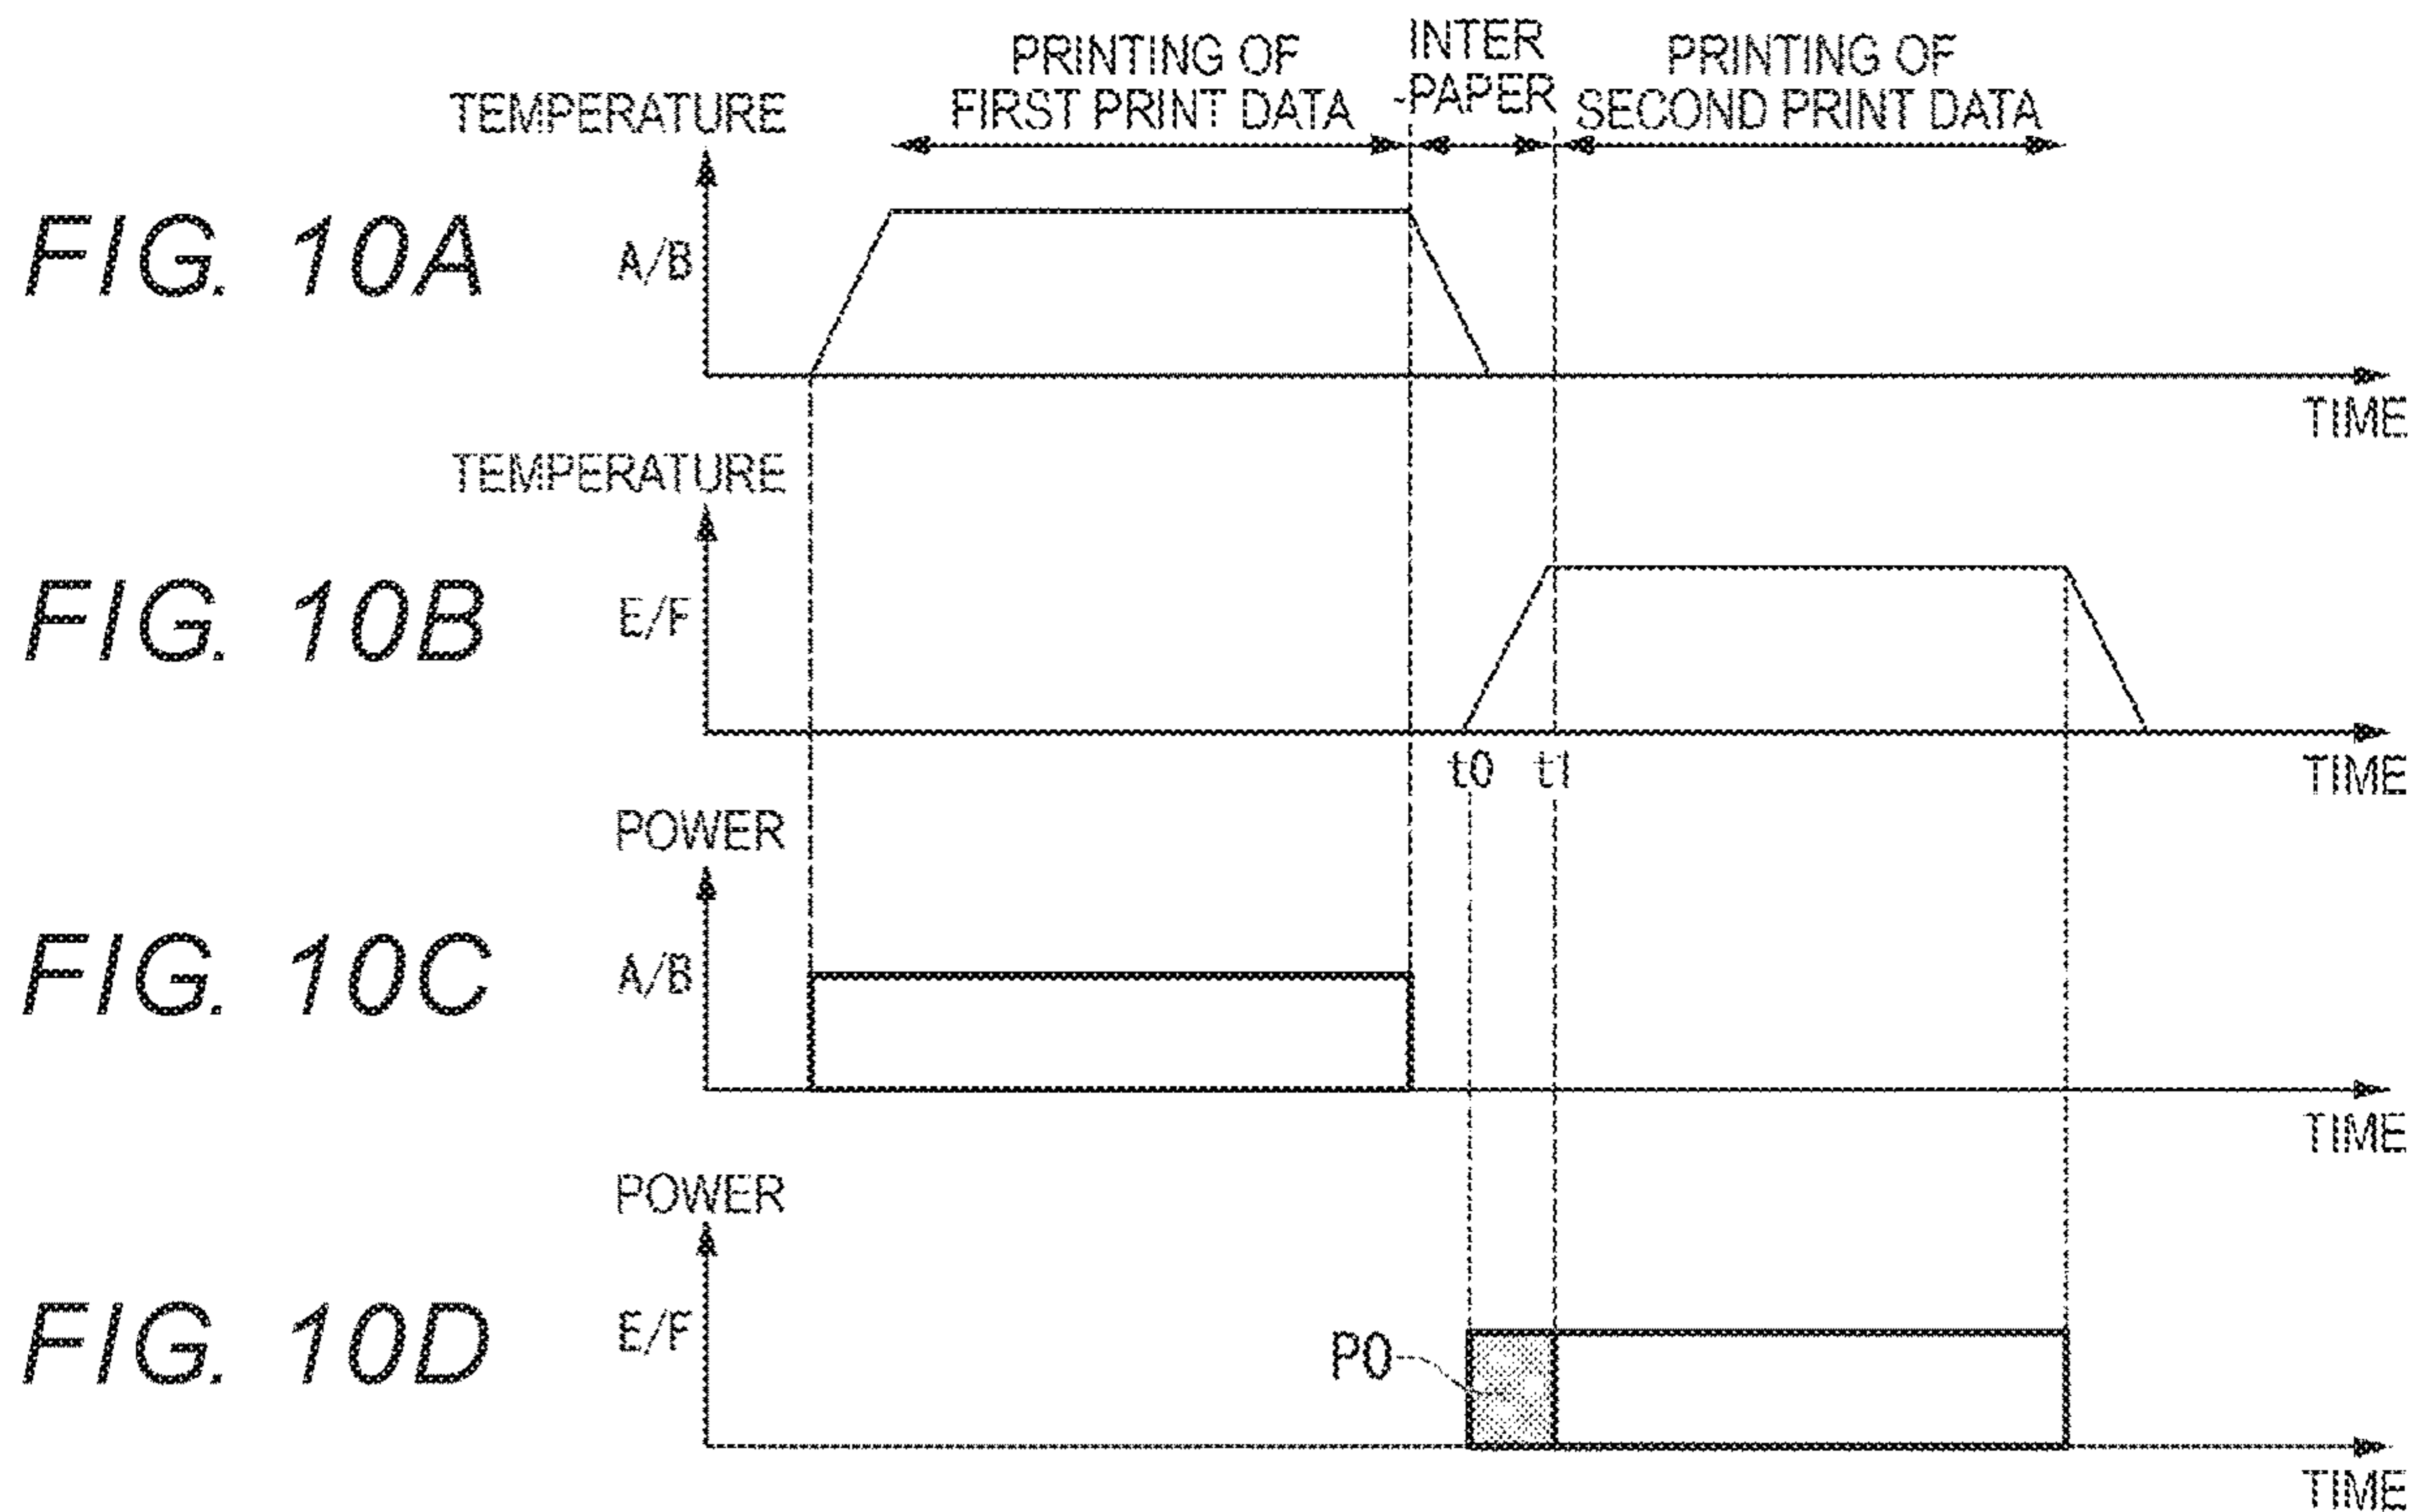 PRINTING OF
FIRST PRINT DATA
INTER
-PAPER
PRINTING OF
SECOND PRINT DATA
TEMPERATURE
FIG. 10A
A/B
TIME
TEMPERATURE
FIG. 10B
E/F
t0
t1
TIME
POWER
FIG. 10C
A/B
TIME
POWER
FIG. 10D
E/F
P0
TIME